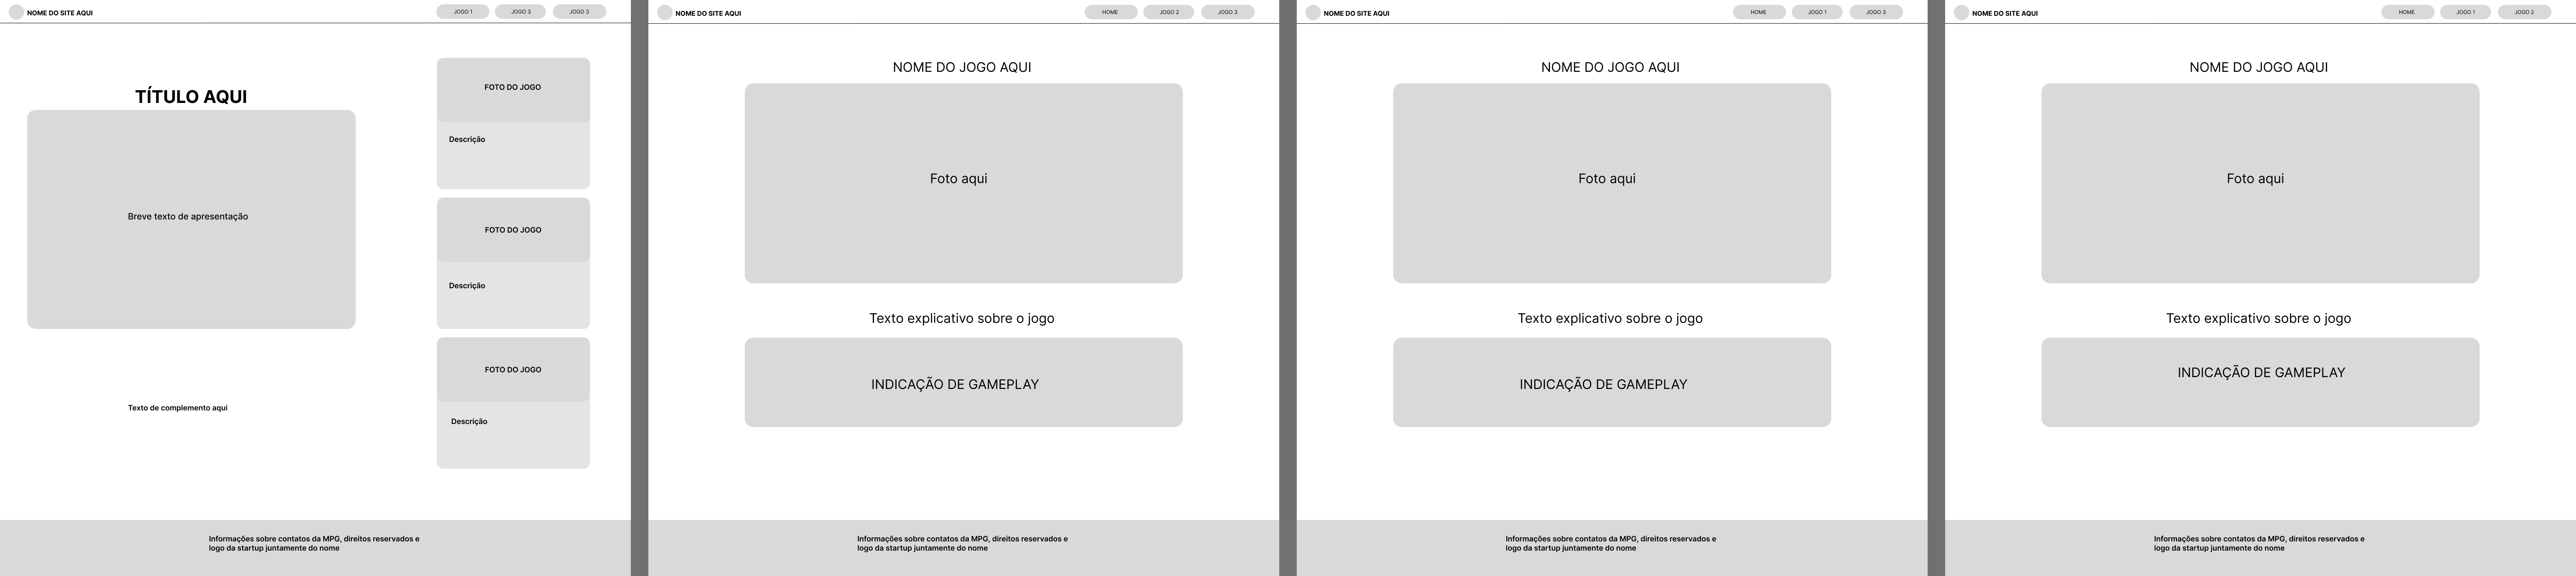 NOME DO SITE AQUI
JOGO 1
JOGO 3
JOGO 3
TÍTULO AQUI
Breve texto de apresentação
Texto de complemento aqui
FOTO DO JOGO
Descrição
FOTO DO JOGO
Descrição
FOTO DO JOGO
Descrição
Informações sobre contatos da MPG, direitos reservados e
logo da startup juntamente do nome
NOME DO SITE AQUI
HOME
JOGO 2
JOGO 3
NOME DO JOGO AQUI
Foto aqui
Texto explicativo sobre o jogo
INDICAÇÃO DE GAMEPLAY
Informações sobre contatos da MPG, direitos reservados e
logo da startup juntamente do nome
NOME DO SITE AQUI
HOME
JOGO 1
JOGO 3
NOME DO JOGO AQUI
Foto aqui
Texto explicativo sobre o jogo
INDICAÇÃO DE GAMEPLAY
Informações sobre contatos da MPG, direitos reservados e
logo da startup juntamente do nome
NOME DO SITE AQUI
HOME
JOGO 1
JOGO 2
NOME DO JOGO AQUI
Foto aqui
Texto explicativo sobre o jogo
INDICAÇÃO DE GAMEPLAY
Informações sobre contatos da MPG, direitos reservados e
logo da startup juntamente do nome